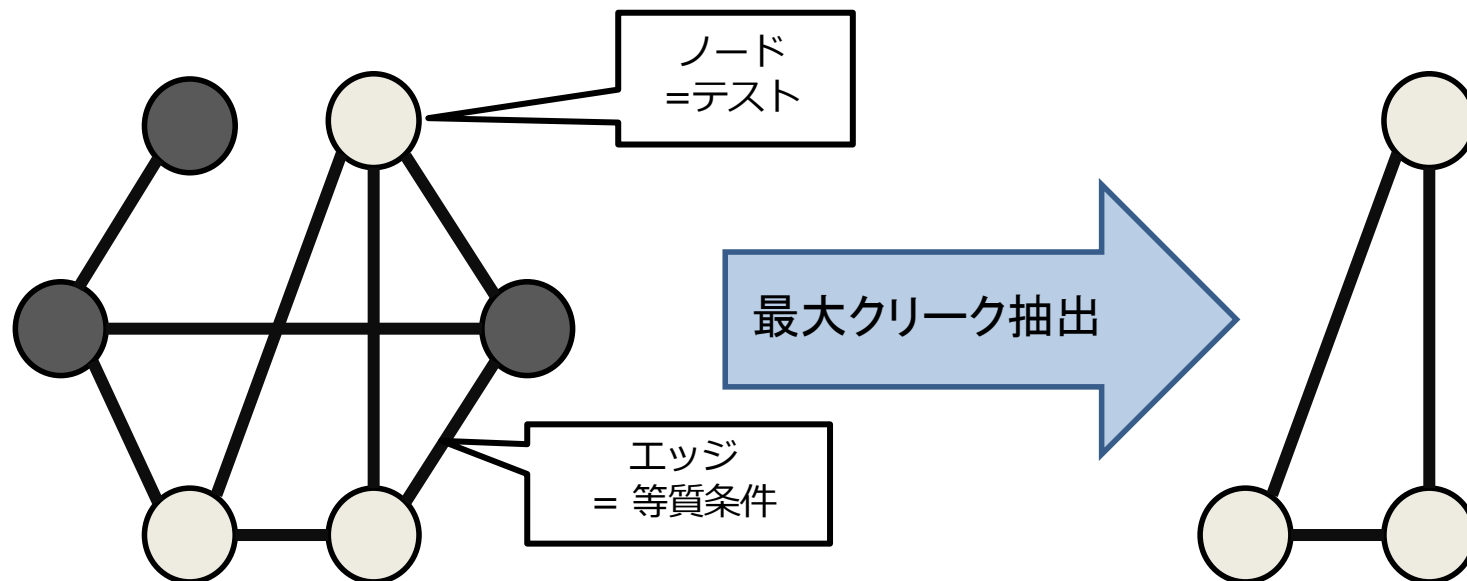 ノード
=テスト
最大クリーク抽出
エッジ
= 等質条件